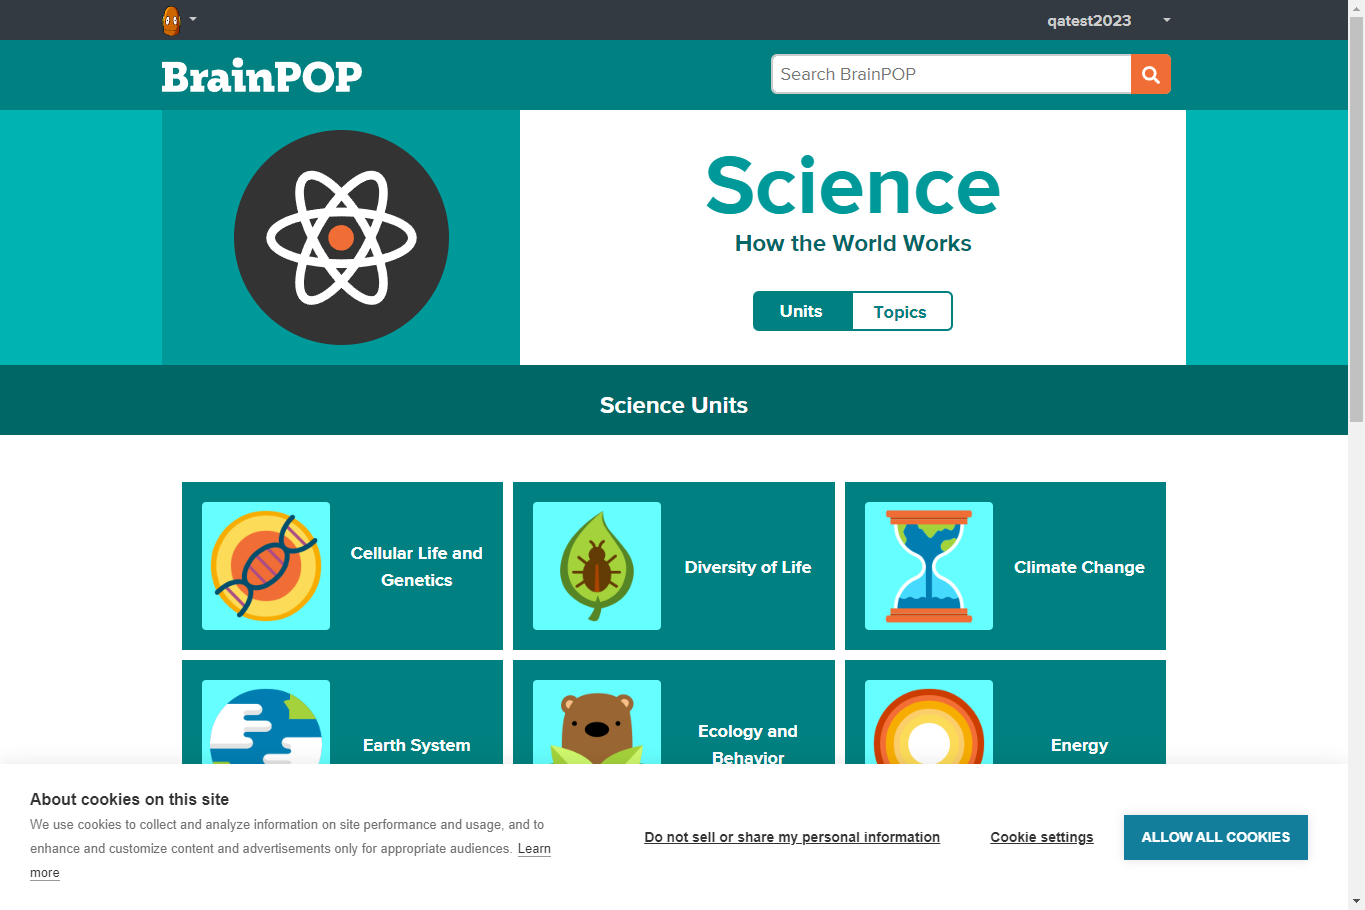 qatest2023
BrainPOP
Search BrainPOP
Science
How the World Works
Units
Topics
Science Units
Cellular Life and
Genetics
Diversity of Life
Climate Change
Earth System
Ecology and
Behavior
Energy
About cookies on this site
We use cookies to collect and analyze information on site performance and usage, and to
enhance and customize content and advertisements only for appropriate audiences. Learn
more
Do not sell or share my personal information
Cookie settings
ALLOW ALL COOKIES